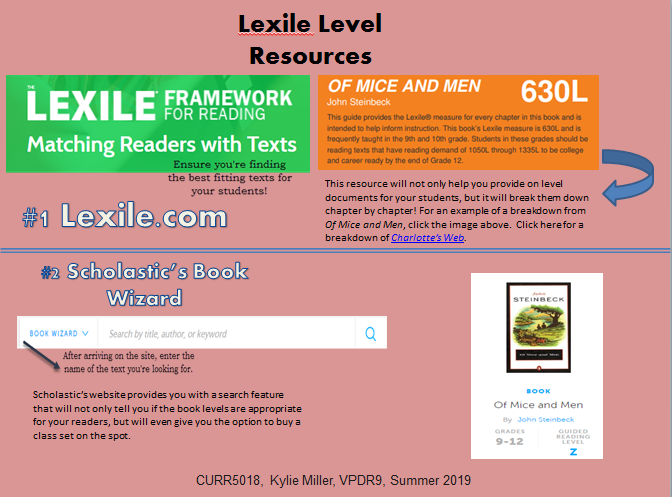 Lexile Level
Resources
THE
LEXILE® FRAMEWORK
FOR READING
Matching Readers with Texts
Ensure you're finding
the best fitting texts for
your students!
#1 Lexile.com
OF MICE AND MEN
630L
John Steinbeck
This guide provides the Lexile® measure for every chapter in this book and is
intended to help inform instruction. This book's Lexile measure is 630L and is
frequently taught in the 9th and 10th grade. Students in these grades should be
reading texts that have reading demand of 1050L through 1335L to be college
and career ready by the end of Grade 12.
This resource will not only help you provide on level
documents for your students, but it will break them down
chapter by chapter! For an example of a breakdown from
Of Mice and Men, click the image above. Click here for a
breakdown of Charlotte's Web.
#2 Scholastic's Book
Wizard
BOOK WIZARD
Search by title, author, or keyword
After arriving on the site, enter the
name of the text you're looking for.
Scholastic's website provides you with a search feature
that will not only tell you if the book levels are appropriate
for your readers, but will even give you the option to buy a
class set on the spot.
John
STEINBECK
Of Mice and Men
BOOK
Of Mice and Men
By John Steinbeck
GRADES
9-12
GUIDED
READING
LEVEL
Z
CURR5018, Kylie Miller, VPDR9, Summer 2019